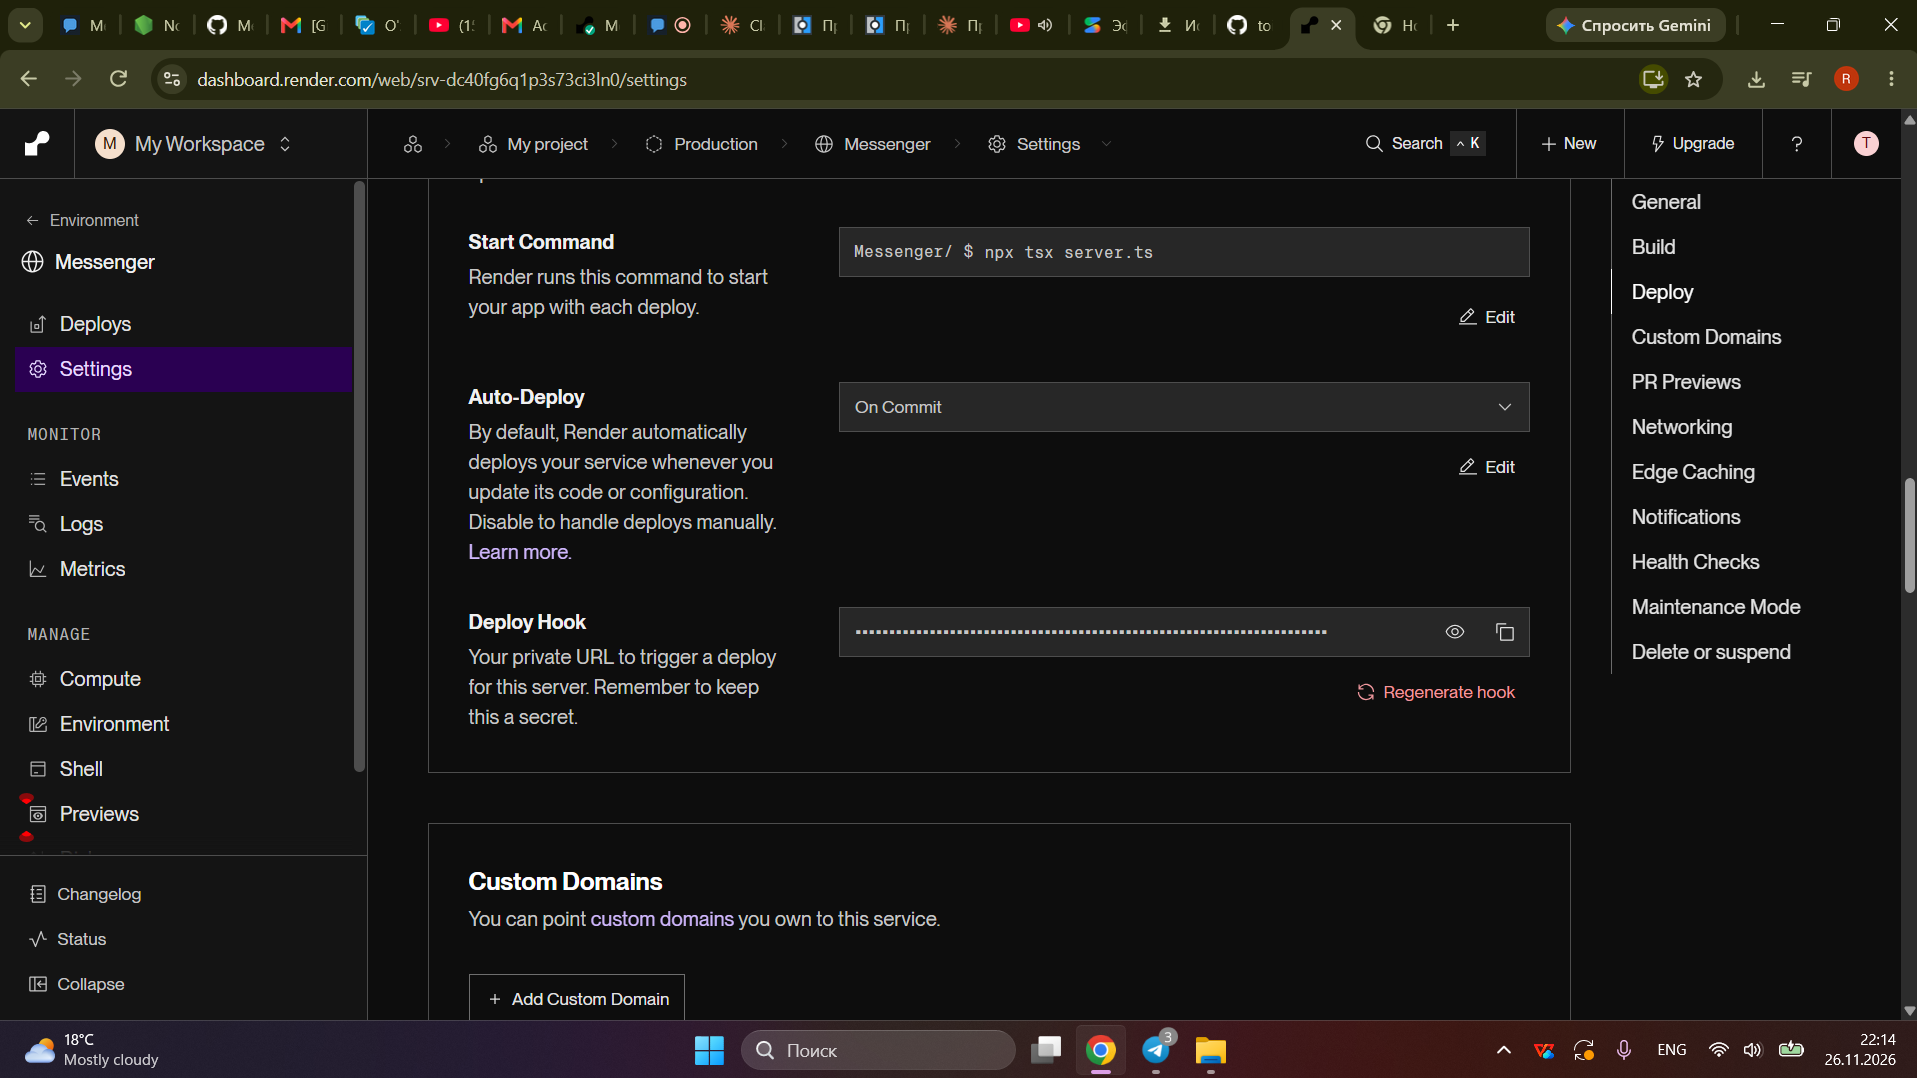 Спросить Gemini
dashboard.render.com/web/srv-dc40fg6q1p3s73ci3ln0/settings
R
M My Workspace
My project
Production
Messenger
Settings
Search ^ K
+ New
Upgrade
?
T
← Environment
Messenger
Deploys
Settings
MONITOR
Events
Logs
Metrics
MANAGE
Compute
Environment
Shell
Previews
Changelog
Status
Collapse
Start Command
Render runs this command to start
your app with each deploy.
Messenger/ $ npx tsx server.ts
Edit
Auto-Deploy
By default, Render automatically
deploys your service whenever you
update its code or configuration.
Disable to handle deploys manually.
Learn more.
On Commit
Edit
Deploy Hook
Your private URL to trigger a deploy
for this server. Remember to keep
this a secret.
Regenerate hook
Custom Domains
You can point custom domains you own to this service.
+ Add Custom Domain
General
Build
Deploy
Custom Domains
PR Previews
Networking
Edge Caching
Notifications
Health Checks
Maintenance Mode
Delete or suspend
18°C
Mostly cloudy
Поиск
3
ENG
22:14
26.11.2026